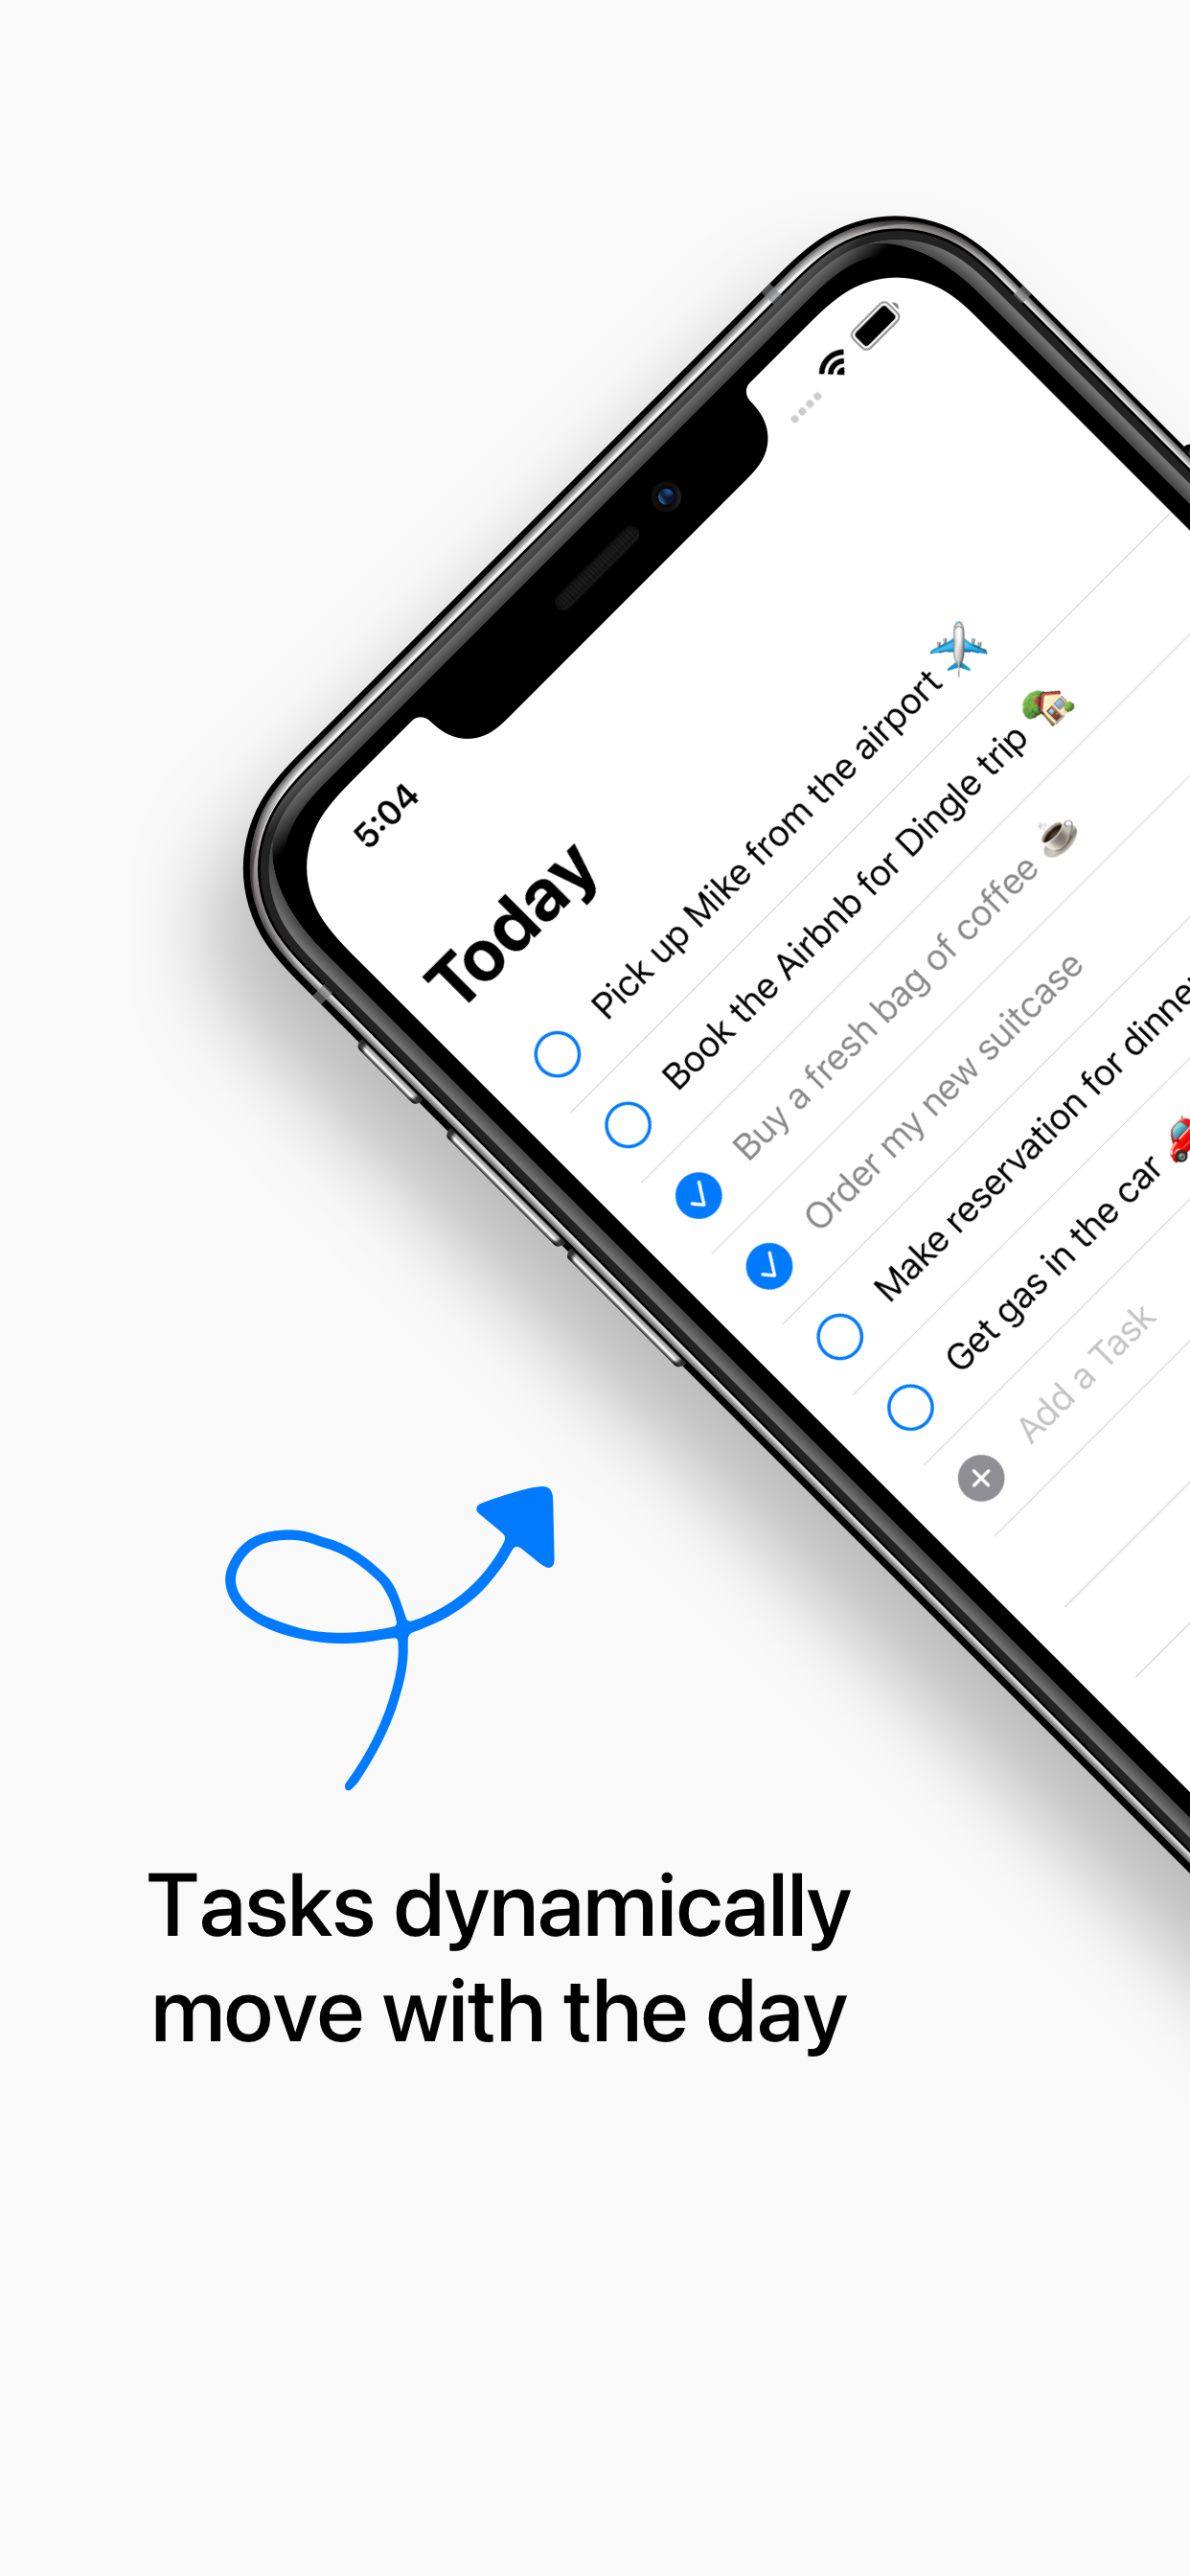 5:04
Today
Pick up Mike from the airport ✈️
Book the Airbnb for Dingle trip 🏡
Buy a fresh bag of coffee ☕
Order my new suitcase
Make reservation for dinner
Get gas in the car 🚗
Add a Task
Tasks dynamically
move with the day